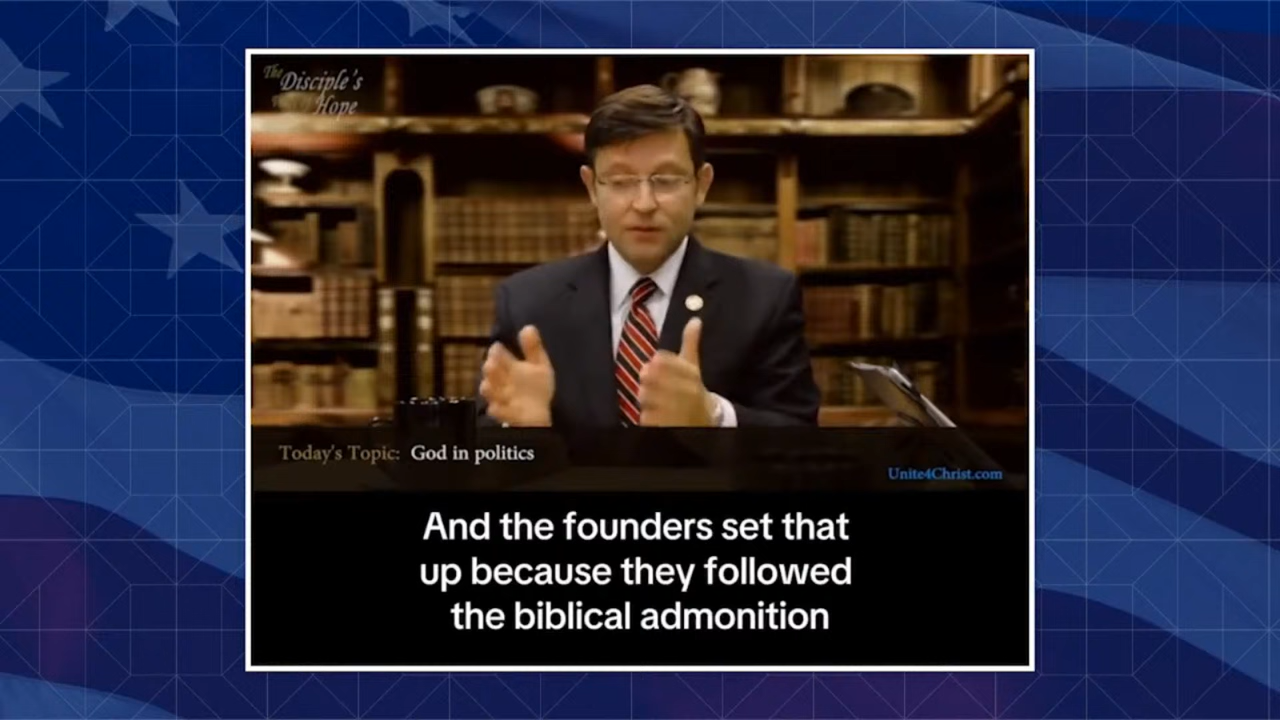 The
Disciple's
Hope
Today's Topic: God in politics
Unite4Christ.com
And the founders set that
up because they followed
the biblical admonition